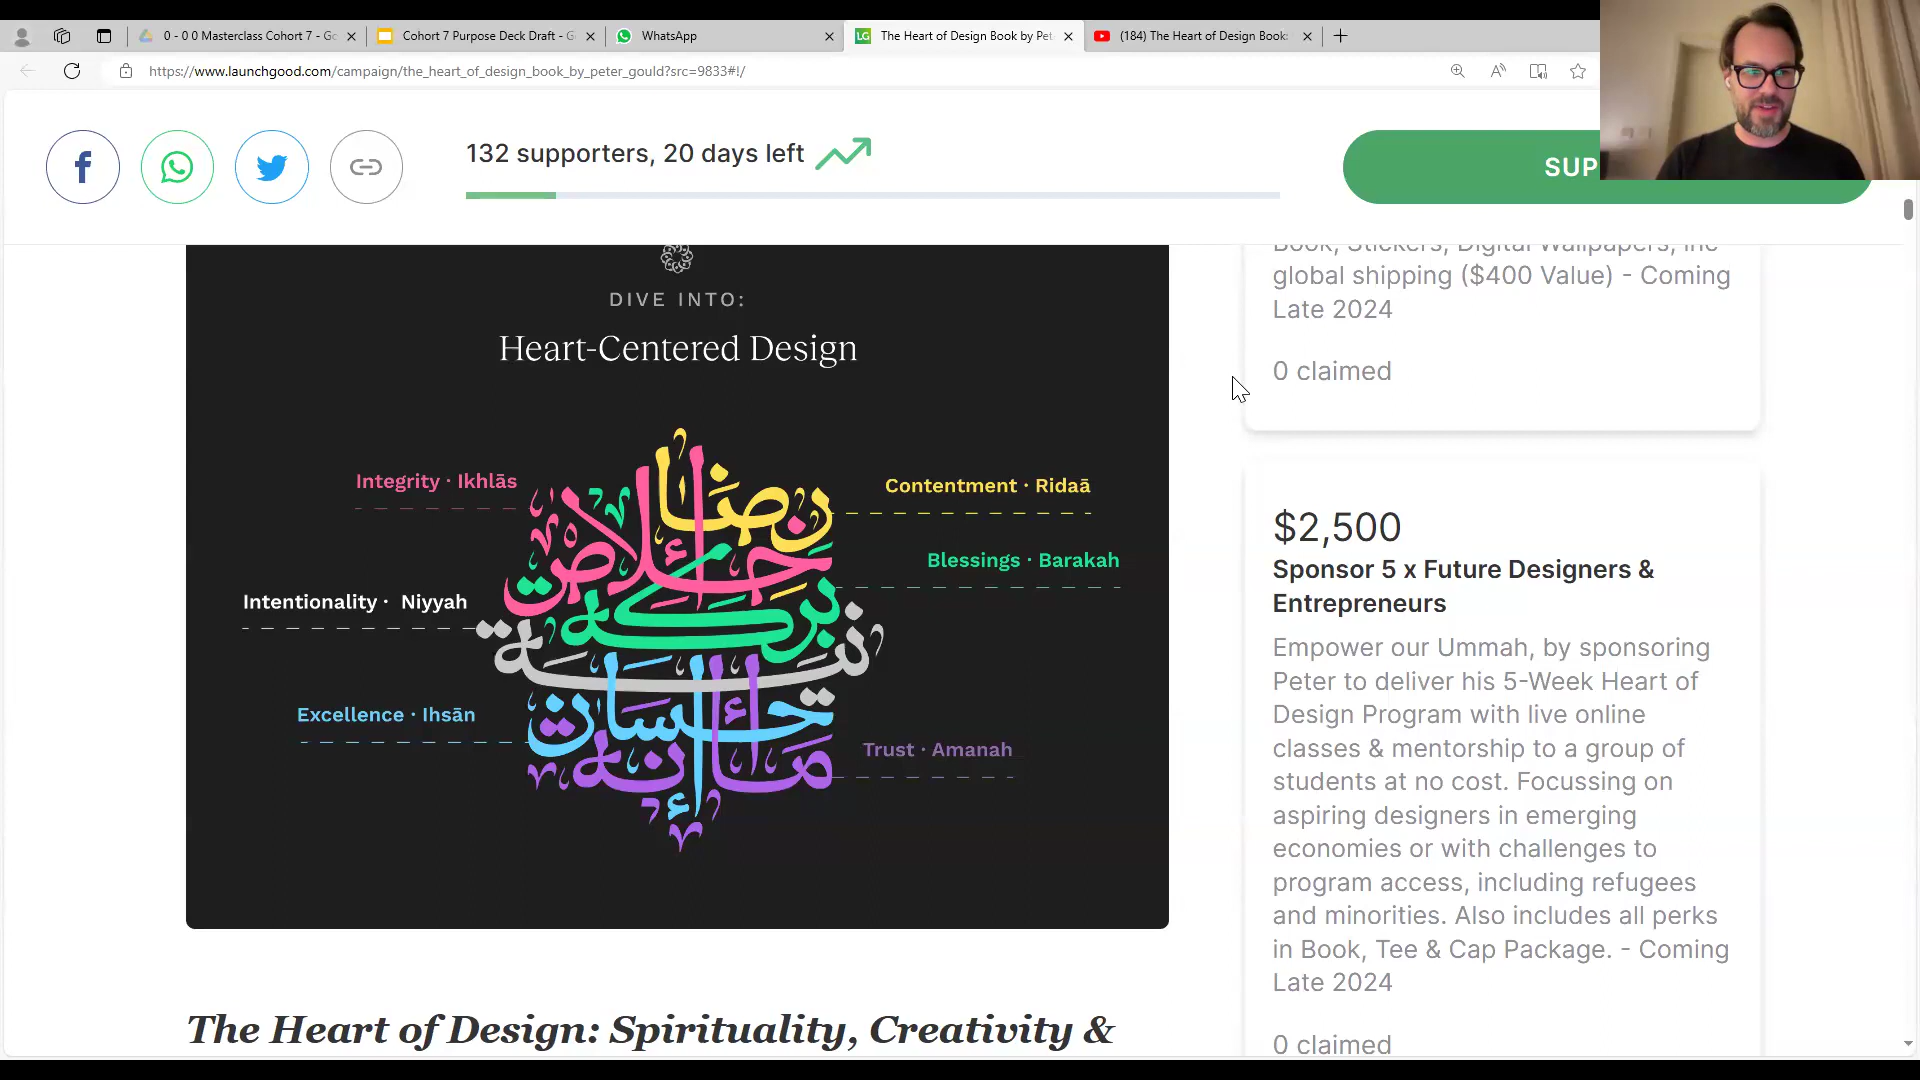 0 - 0 0 Masterclass Cohort 7 - Go
Cohort 7 Purpose Deck Draft - G
WhatsApp
The Heart of Design Book by Pet
(184) The Heart of Design Book
https://www.launchgood.com/campaign/the_heart_of_design_book_by_peter_gould?src=9833#!/
132 supporters, 20 days left
SUP
DIVE INTO:
Heart-Centered Design
Integrity · Ikhlās
Contentment · Ridaā
Blessings · Barakah
Intentionality · Niyyah
Excellence · Ihsān
Trust · Amanah
The Heart of Design: Spirituality, Creativity &
Book, Stickers, Digital Wallpapers, inc
global shipping ($400 Value) - Coming
Late 2024
0 claimed
$2,500
Sponsor 5 x Future Designers &
Entrepreneurs
Empower our Ummah, by sponsoring
Peter to deliver his 5-Week Heart of
Design Program with live online
classes & mentorship to a group of
students at no cost. Focussing on
aspiring designers in emerging
economies or with challenges to
program access, including refugees
and minorities. Also includes all perks
in Book, Tee & Cap Package. - Coming
Late 2024
0 claimed